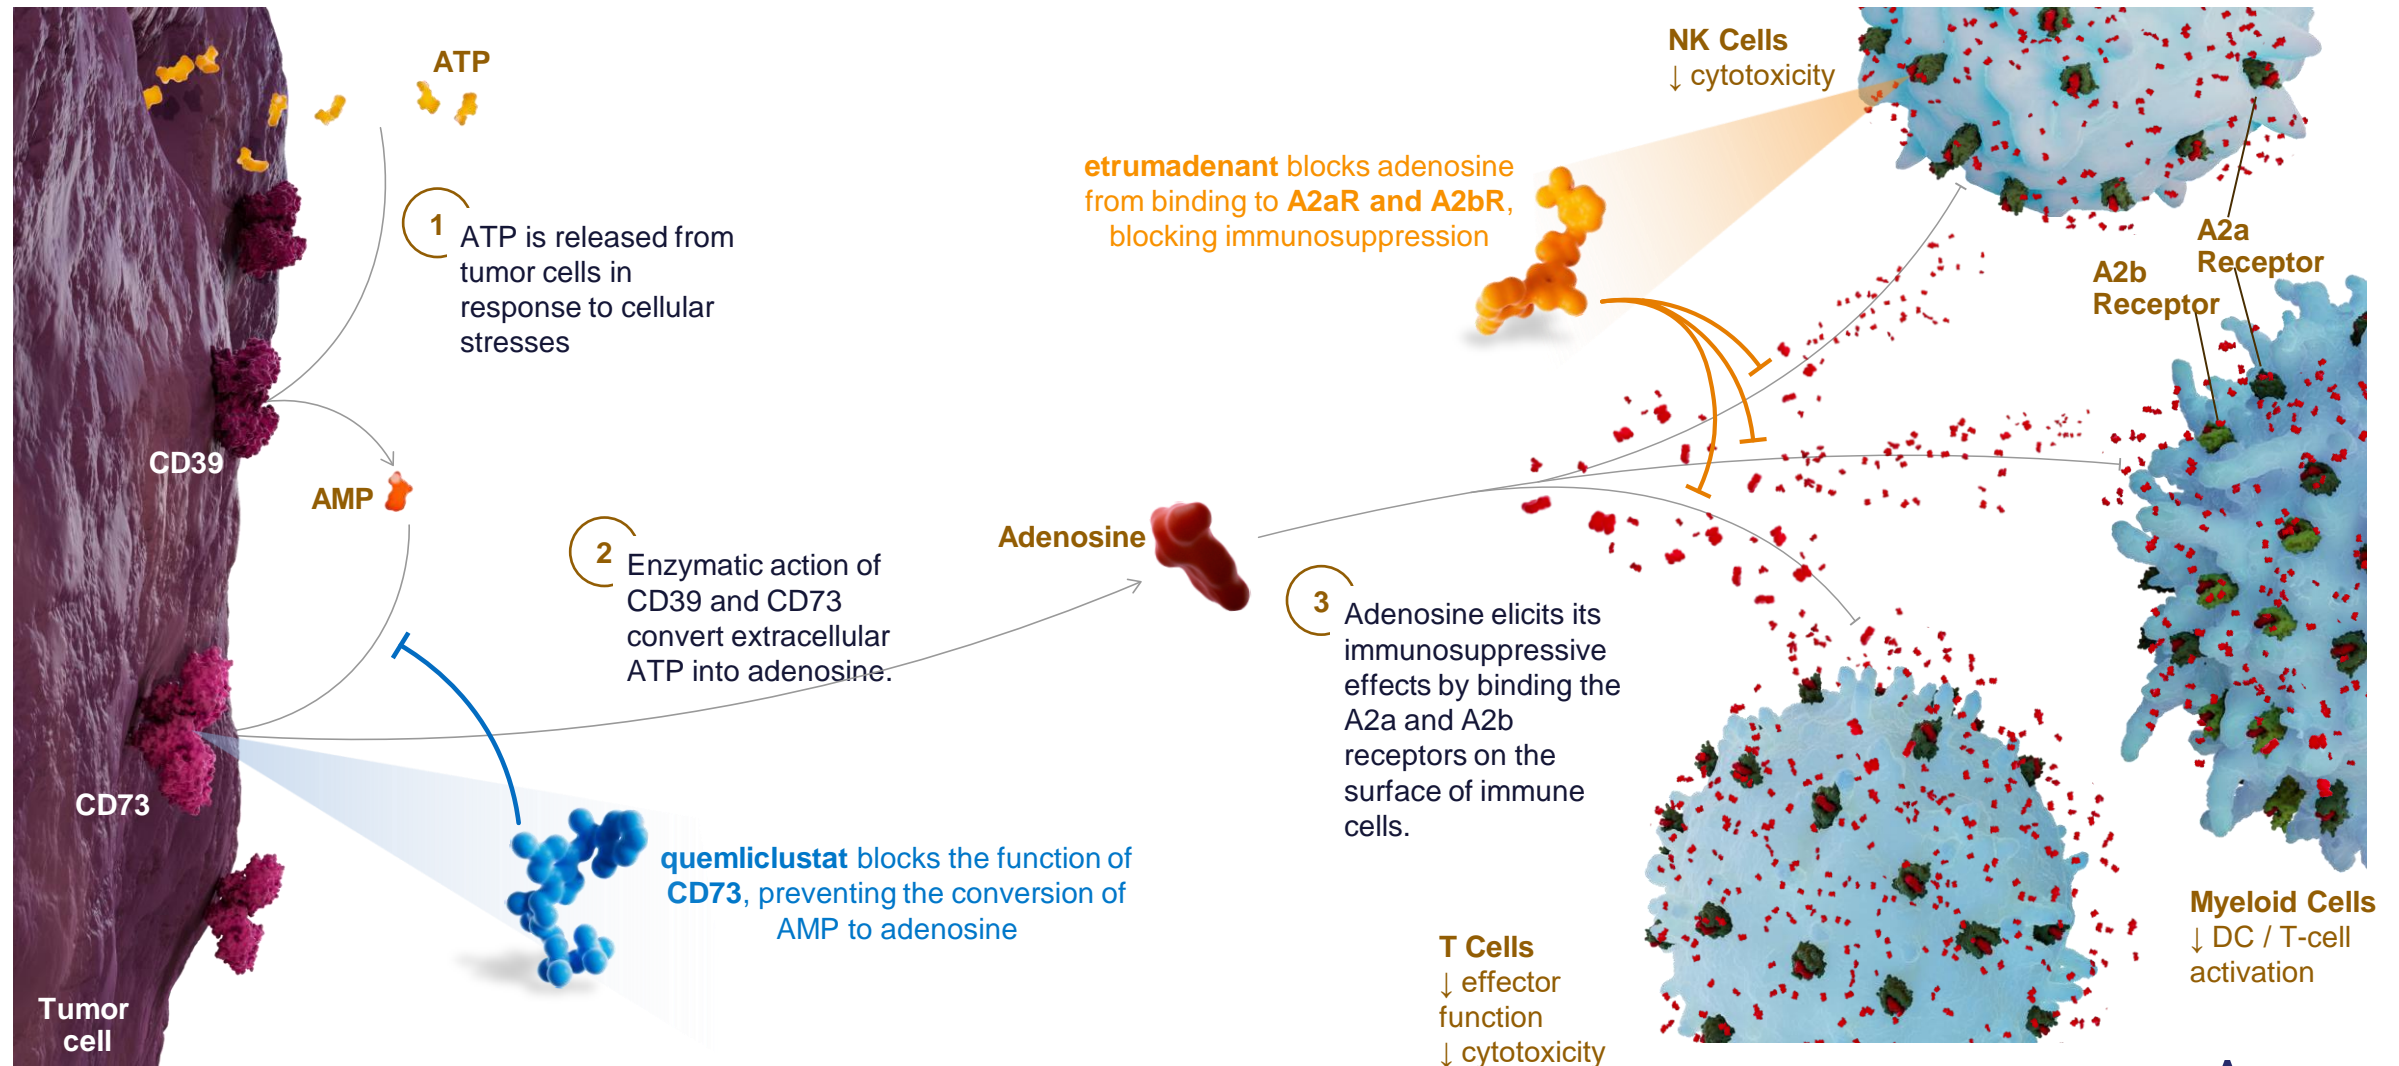 ATP
1
ATP is released from
tumor cells in
response to cellular
stresses
CD39
AMP
2
Enzymatic action of
CD39 and CD73
convert extracellular
ATP into adenosine.
CD73
Tumor
cell
quemliclustat blocks the function of
CD73, preventing the conversion of
AMP to adenosine
Adenosine
etrumadenant blocks adenosine
from binding to A2aR and A2bR,
blocking immunosuppression
3
Adenosine elicits its
immunosuppressive
effects by binding the
A2a and A2b
receptors on the
surface of immune
cells.
NK Cells
↓ cytotoxicity
A2a
Receptor
A2b
Receptor
T Cells
↓ effector
function
↓ cytotoxicity
Myeloid Cells
↓ DC / T-cell
activation